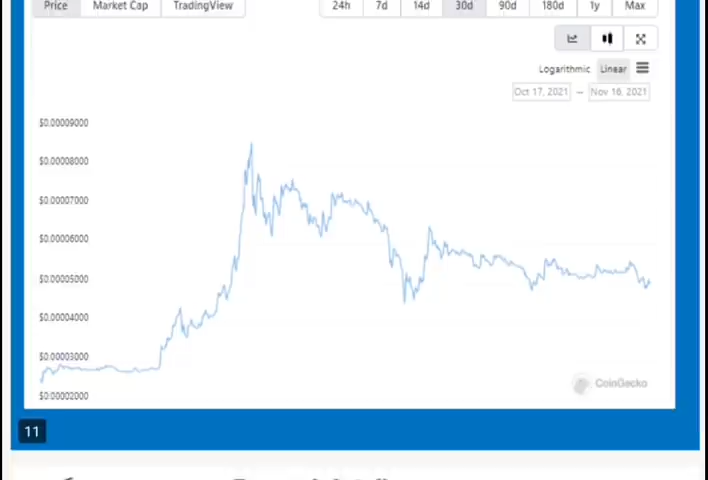 Price Market Cap TradingView 24h 7d 14d 30d 90d 180d 1y Max
Logarithmic Linear
Oct 17, 2021 – Nov 16, 2021
$0.00009000
$0.00008000
$0.00007000
$0.00006000
$0.00005000
$0.00004000
$0.00003000
$0.00002000
CoinGecko
11